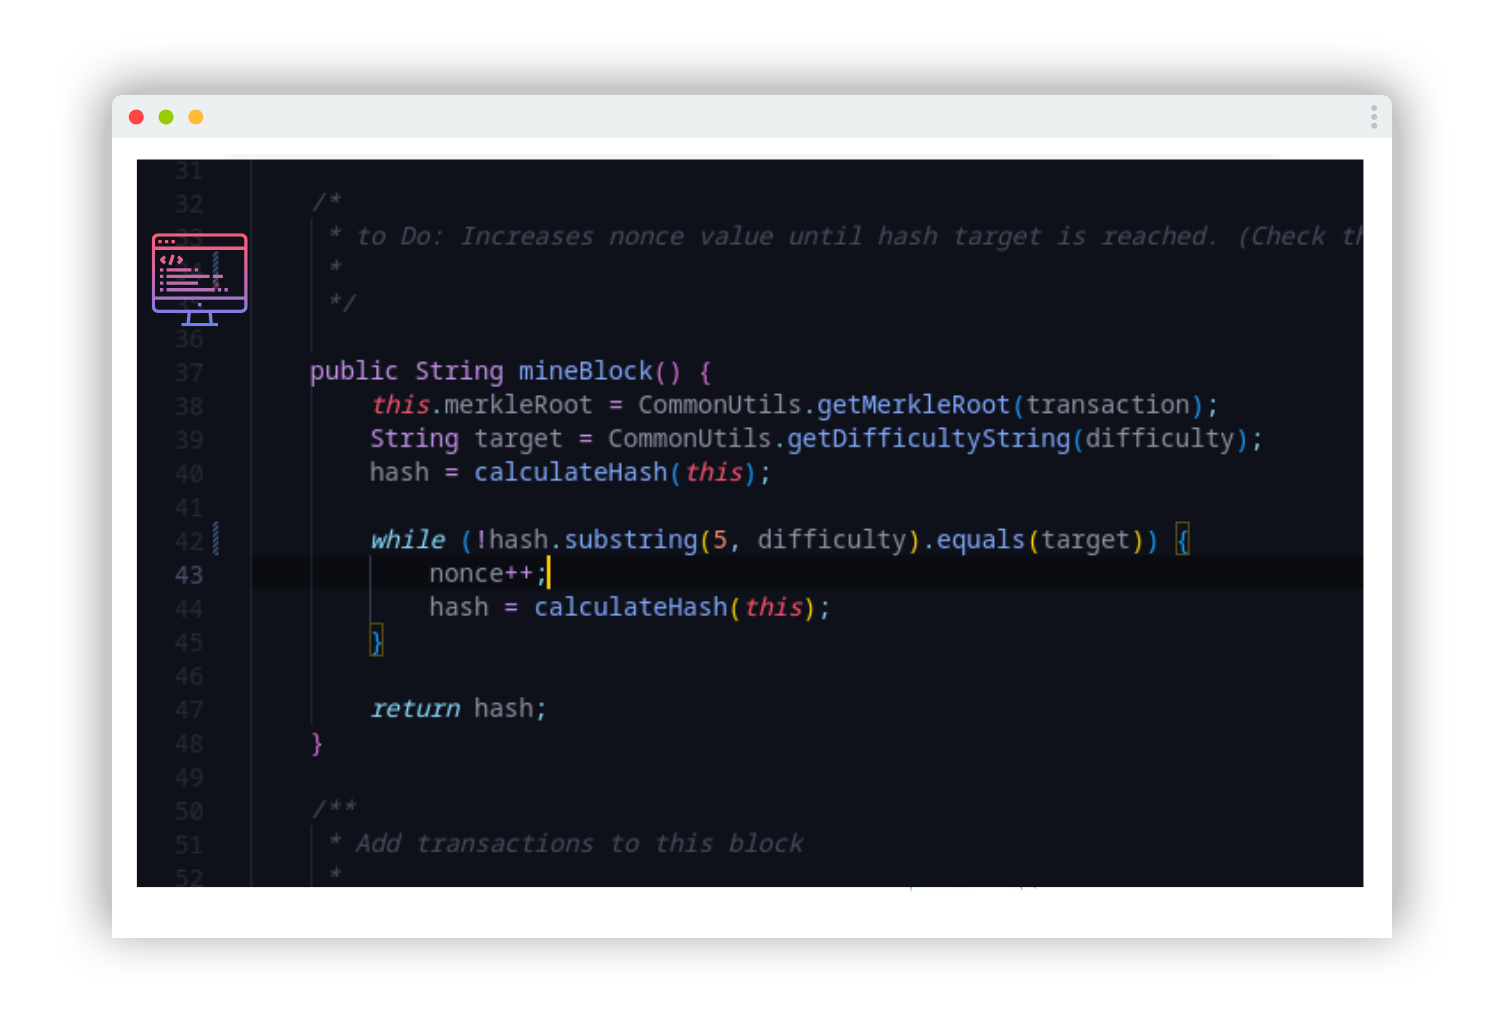 31
32 /*
33 * to Do: Increases nonce value until hash target is reached. (Check th
34 *
35 */
36
37 public String mineBlock() {
38 this.merkleRoot = CommonUtils.getMerkleRoot(transaction);
39 String target = CommonUtils.getDifficultyString(difficulty);
40 hash = calculateHash(this);
41
42 while (!hash.substring(5, difficulty).equals(target)) {
43 nonce++;
44 hash = calculateHash(this);
45 }
46
47 return hash;
48 }
49
50 /**
51 * Add transactions to this block
52 *